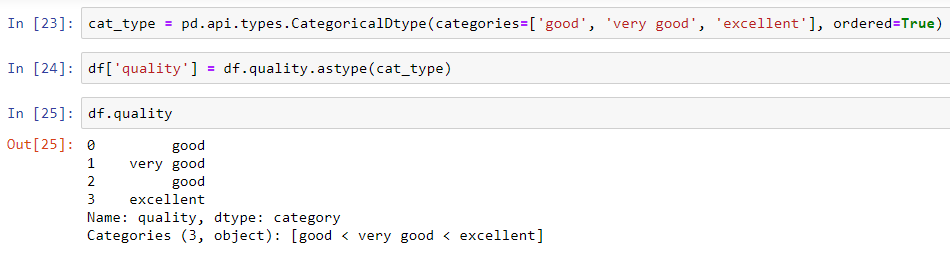 In [23]: cat_type = pd.api.types.CategoricalDtype(categories=['good', 'very good', 'excellent'], ordered=True)
In [24]: df['quality'] = df.quality.astype(cat_type)
In [25]: df.quality
Out[25]: 0         good
1    very good
2         good
3    excellent
Name: quality, dtype: category
Categories (3, object): [good < very good < excellent]